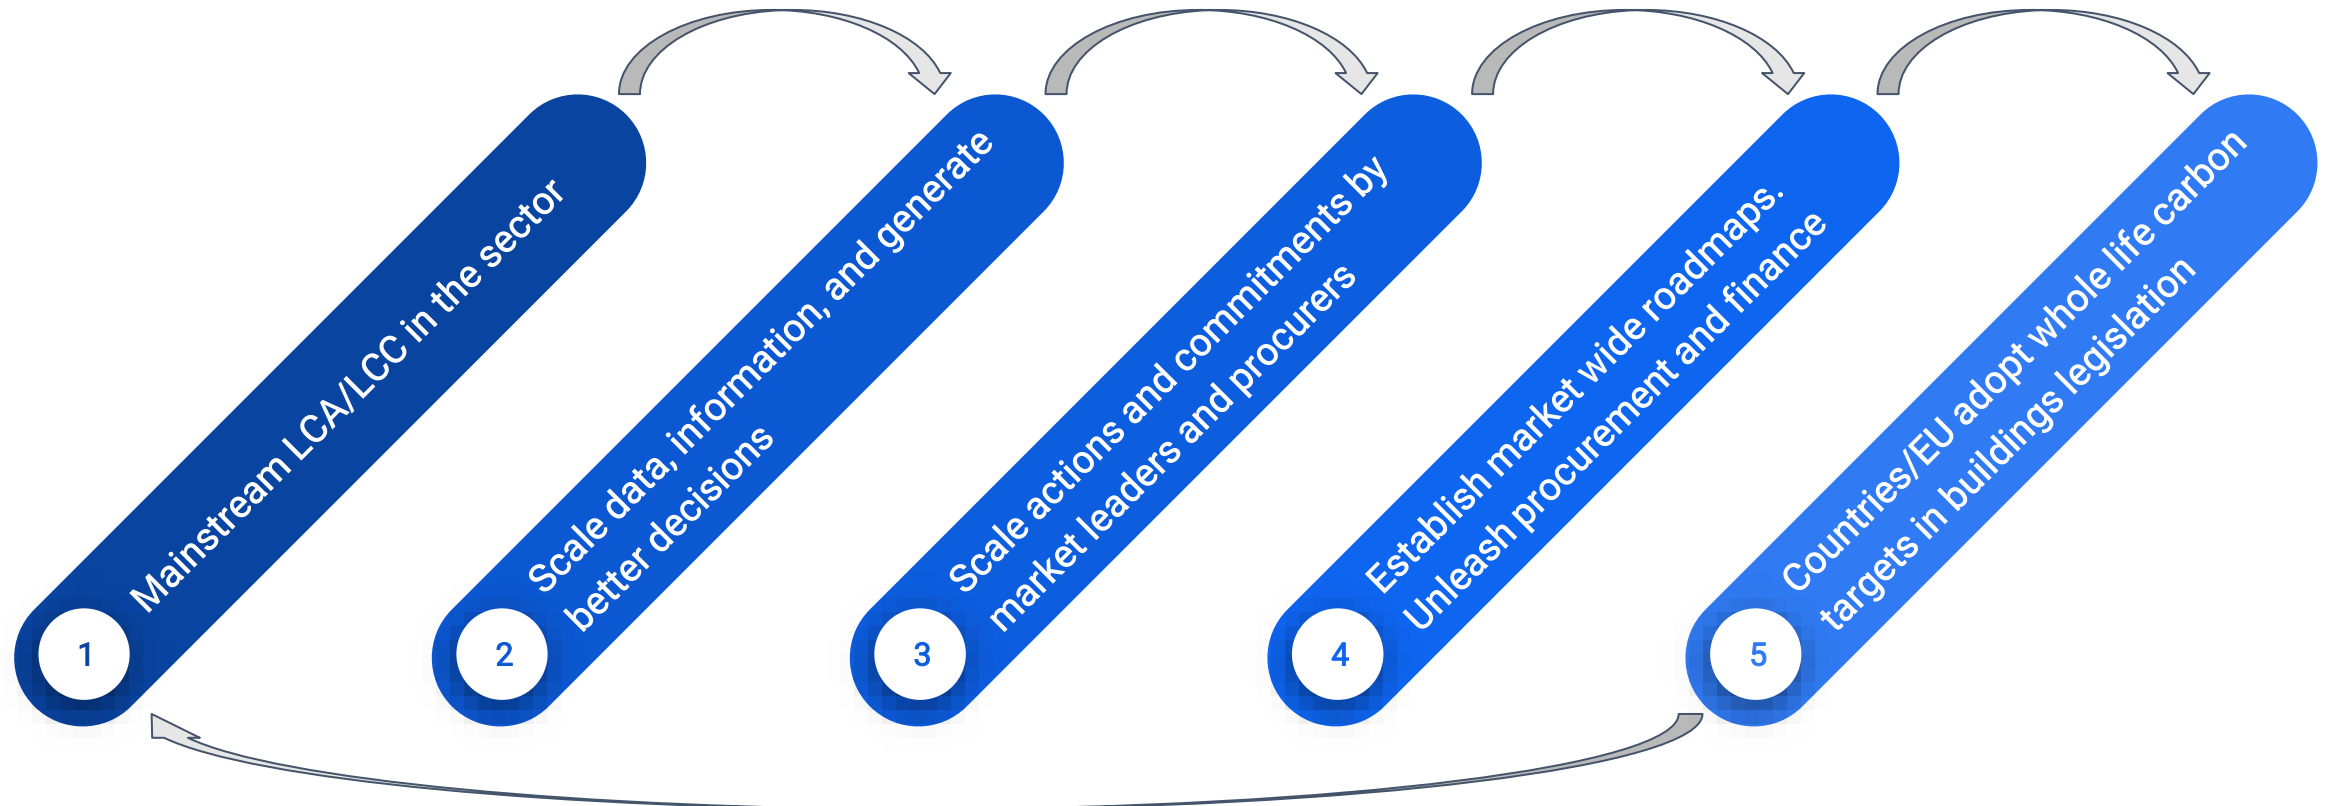 1
Mainstream LCA/LCC in the sector
2
Scale data, information, and generate
better decisions
3
Scale actions and commitments by
market leaders and procurers
4
Establish market wide roadmaps.
Unleash procurement and finance
5
Countries/EU adopt whole life carbon
targets in buildings legislation